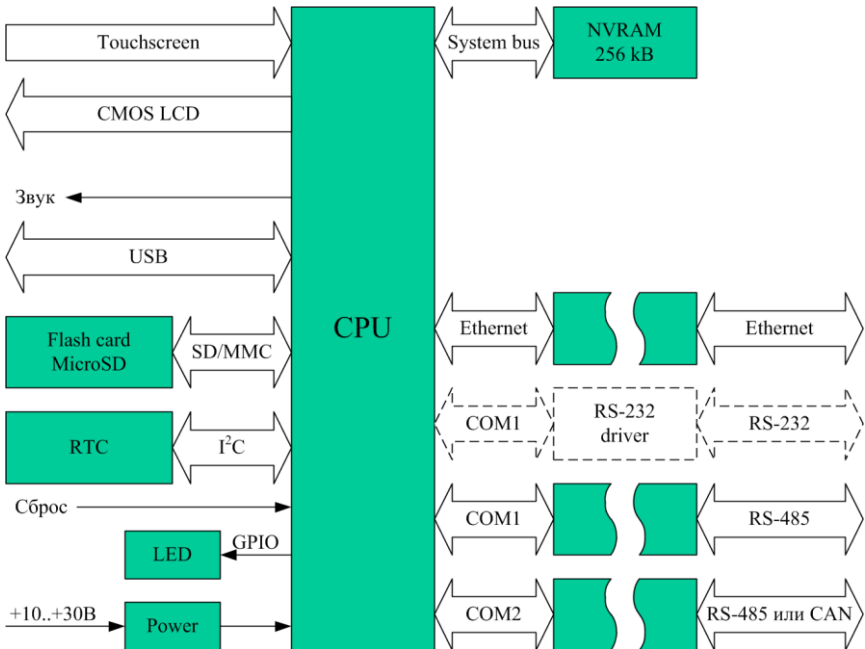 Touchscreen
System bus
NVRAM
256 kB
CMOS LCD
Звук
USB
CPU
Flash card
MicroSD
SD/MMC
Ethernet
Ethernet
RTC
I²C
COM1
RS-232
driver
RS-232
Сброс
COM1
RS-485
LED
GPIO
+10..+30В
Power
COM2
RS-485 или CAN